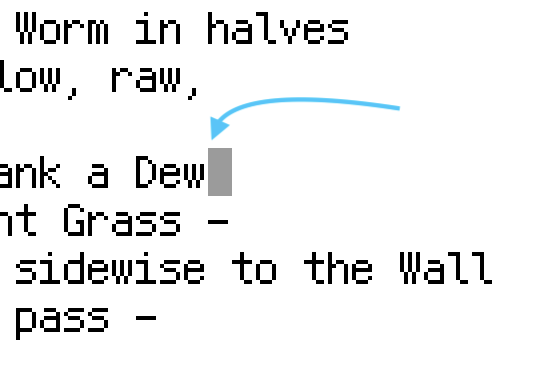 Worm in halves
low, raw,
ank a Dew
nt Grass –
sidewise to the Wall
pass –